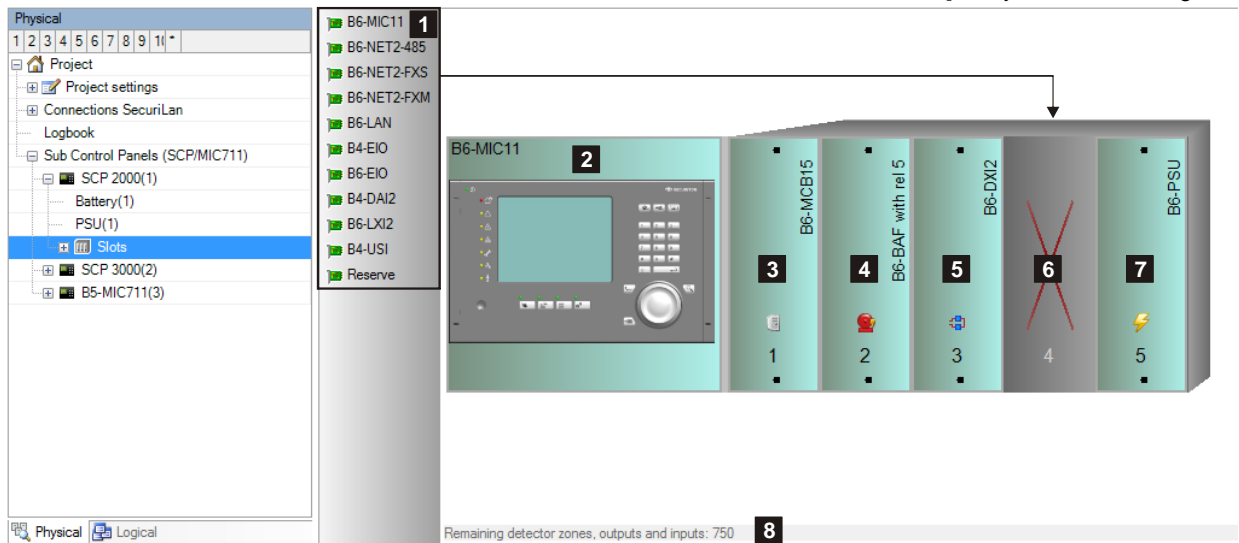 Physical
1 2 3 4 5 6 7 8 9 1( *
Project
Project settings
Connections SecuriLan
Logbook
Sub Control Panels (SCP/MIC711)
SCP 2000(1)
Battery(1)
PSU(1)
Slots
SCP 3000(2)
B5-MIC711(3)
Physical
Logical
B6-MIC11
1
B6-NET2-485
B6-NET2-FXS
B6-NET2-FXM
B6-LAN
B4-EIO
B6-EIO
B4-DAI2
B6-LXI2
B4-USI
Reserve
B6-MIC11
2
B6-MCB15
3
1
B6-BAF with rel 5
4
2
B6-DXI2
5
3
6
4
B6-PSU
7
5
Remaining detector zones, outputs and inputs: 750
8